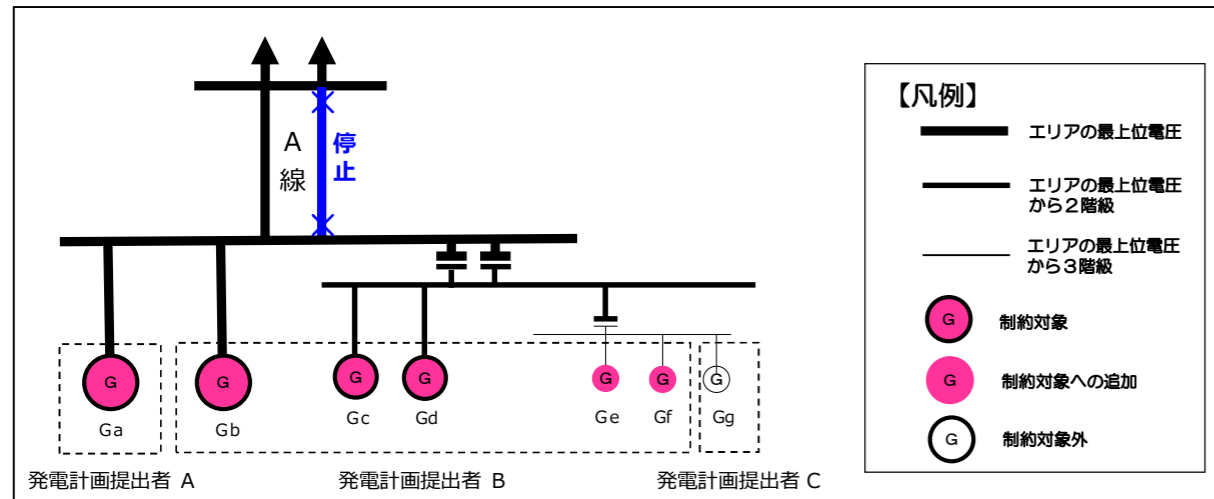 A
線
停
止
G
G
G
G
G
G
G
Ga
Gb
Gc
Gd
Ge
Gf
Gg
発電計画提出者 A
発電計画提出者 B
発電計画提出者 C
【凡例】
エリアの最上位電圧
エリアの最上位電圧
から2階級
エリアの最上位電圧
から3階級
G
制約対象
G
制約対象への追加
G
制約対象外